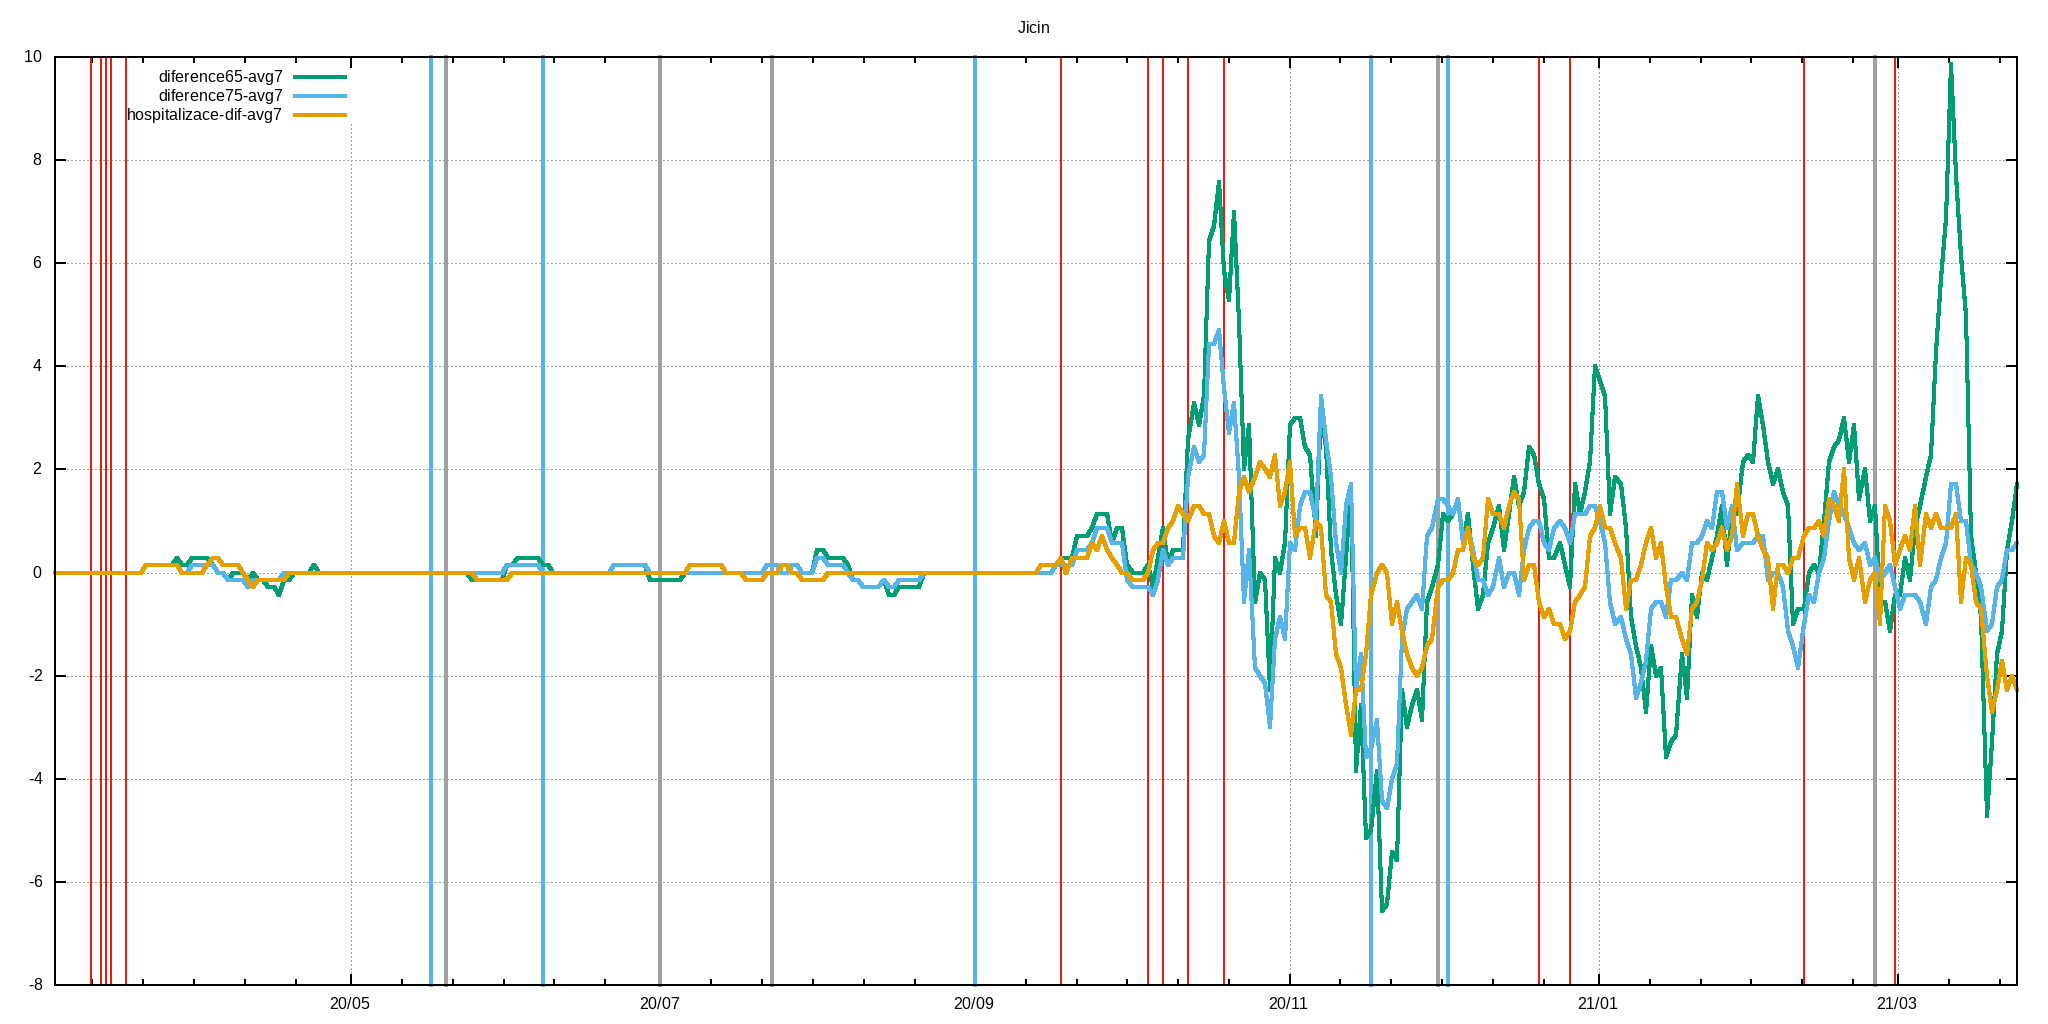 Jicin
10
diference65-avg7
diference75-avg7
hospitalizace-dif-avg7
8
6
4
2
0
-2
-4
-6
-8
20/05 20/07 20/09 20/11 21/01 21/03